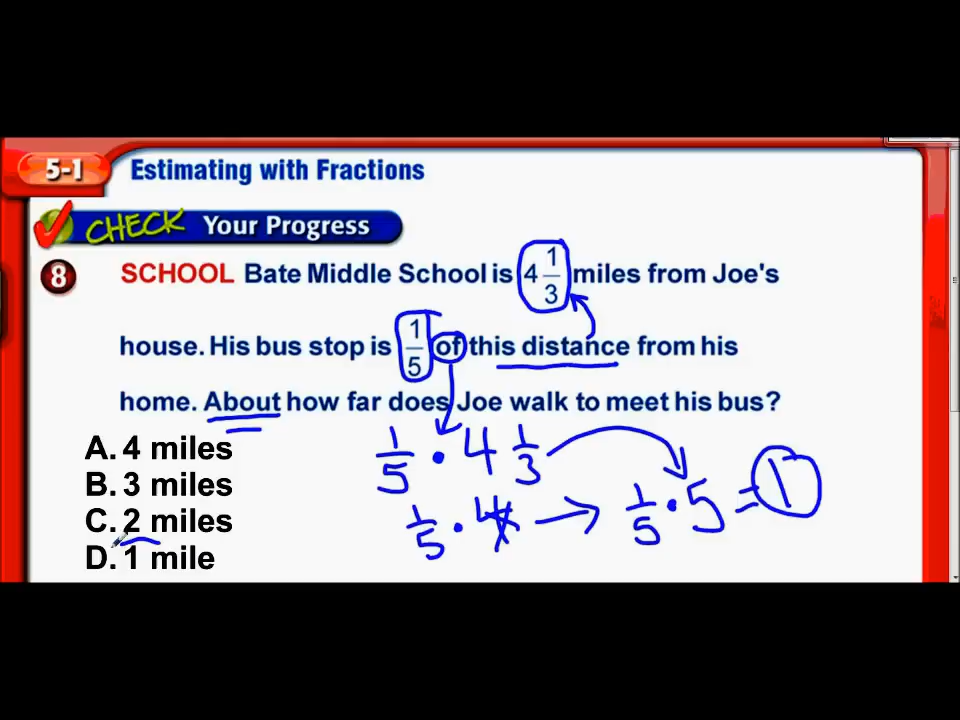 5-1 Estimating with Fractions
CHECK Your Progress
8 SCHOOL Bate Middle School is 4 1/3 miles from Joe's
house. His bus stop is 1/5 of this distance from his
home. About how far does Joe walk to meet his bus?
A. 4 miles
B. 3 miles
C. 2 miles
D. 1 mile
1/5 · 4 1/3
1/5 · 4 → 1/5 · 5 = 1